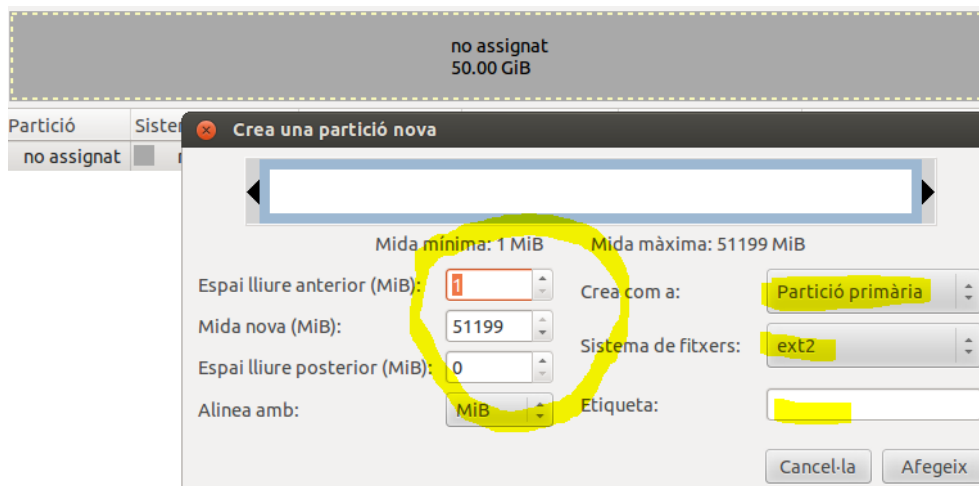 no assignat
50.00 GiB
Partició Sister
no assignat
Crea una partició nova
Mida mínima: 1 MiB Mida màxima: 51199 MiB
Espai lliure anterior (MiB): 1 Crea com a: Partició primària
Mida nova (MiB): 51199 Sistema de fitxers: ext2
Espai lliure posterior (MiB): 0
Alinea amb: MiB Etiqueta:
Cancel·la Afegeix